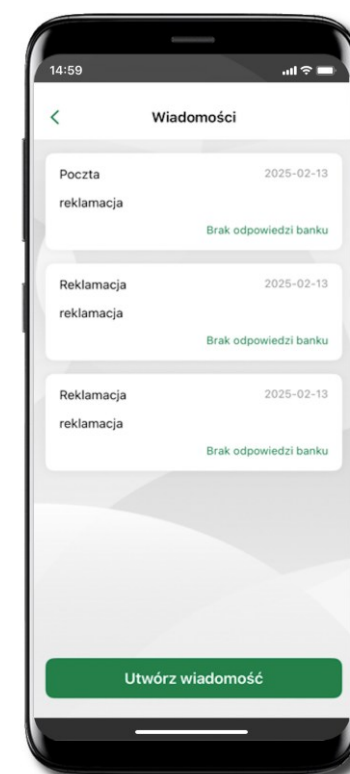 14:59
Wiadomości
Poczta 2025-02-13
reklamacja
Brak odpowiedzi banku
Reklamacja 2025-02-13
reklamacja
Brak odpowiedzi banku
Reklamacja 2025-02-13
reklamacja
Brak odpowiedzi banku
Utwórz wiadomość